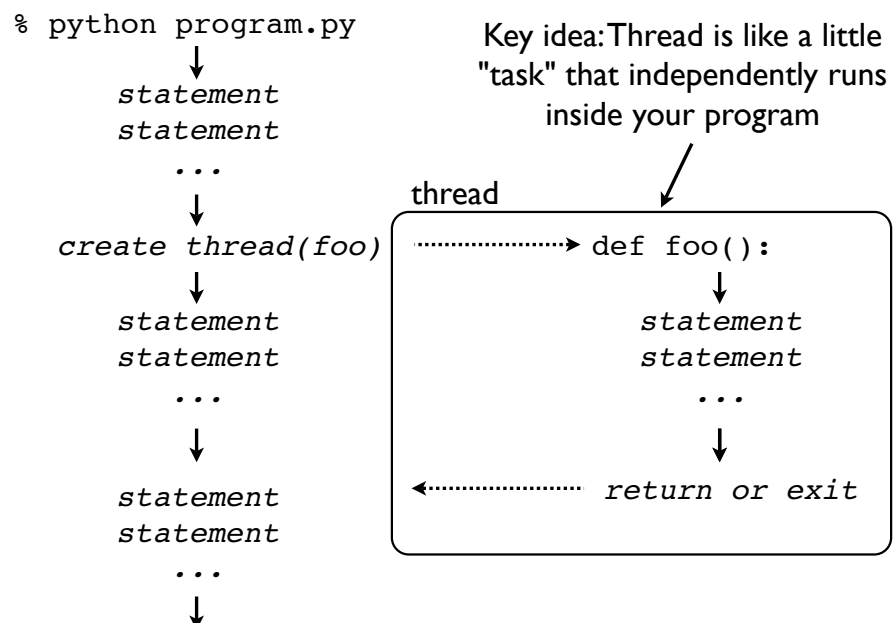 % python program.py
statement
statement
...
create thread(foo)
statement
statement
...
statement
statement
...
Key idea: Thread is like a little
"task" that independently runs
inside your program
thread
def foo():
statement
statement
...
return or exit